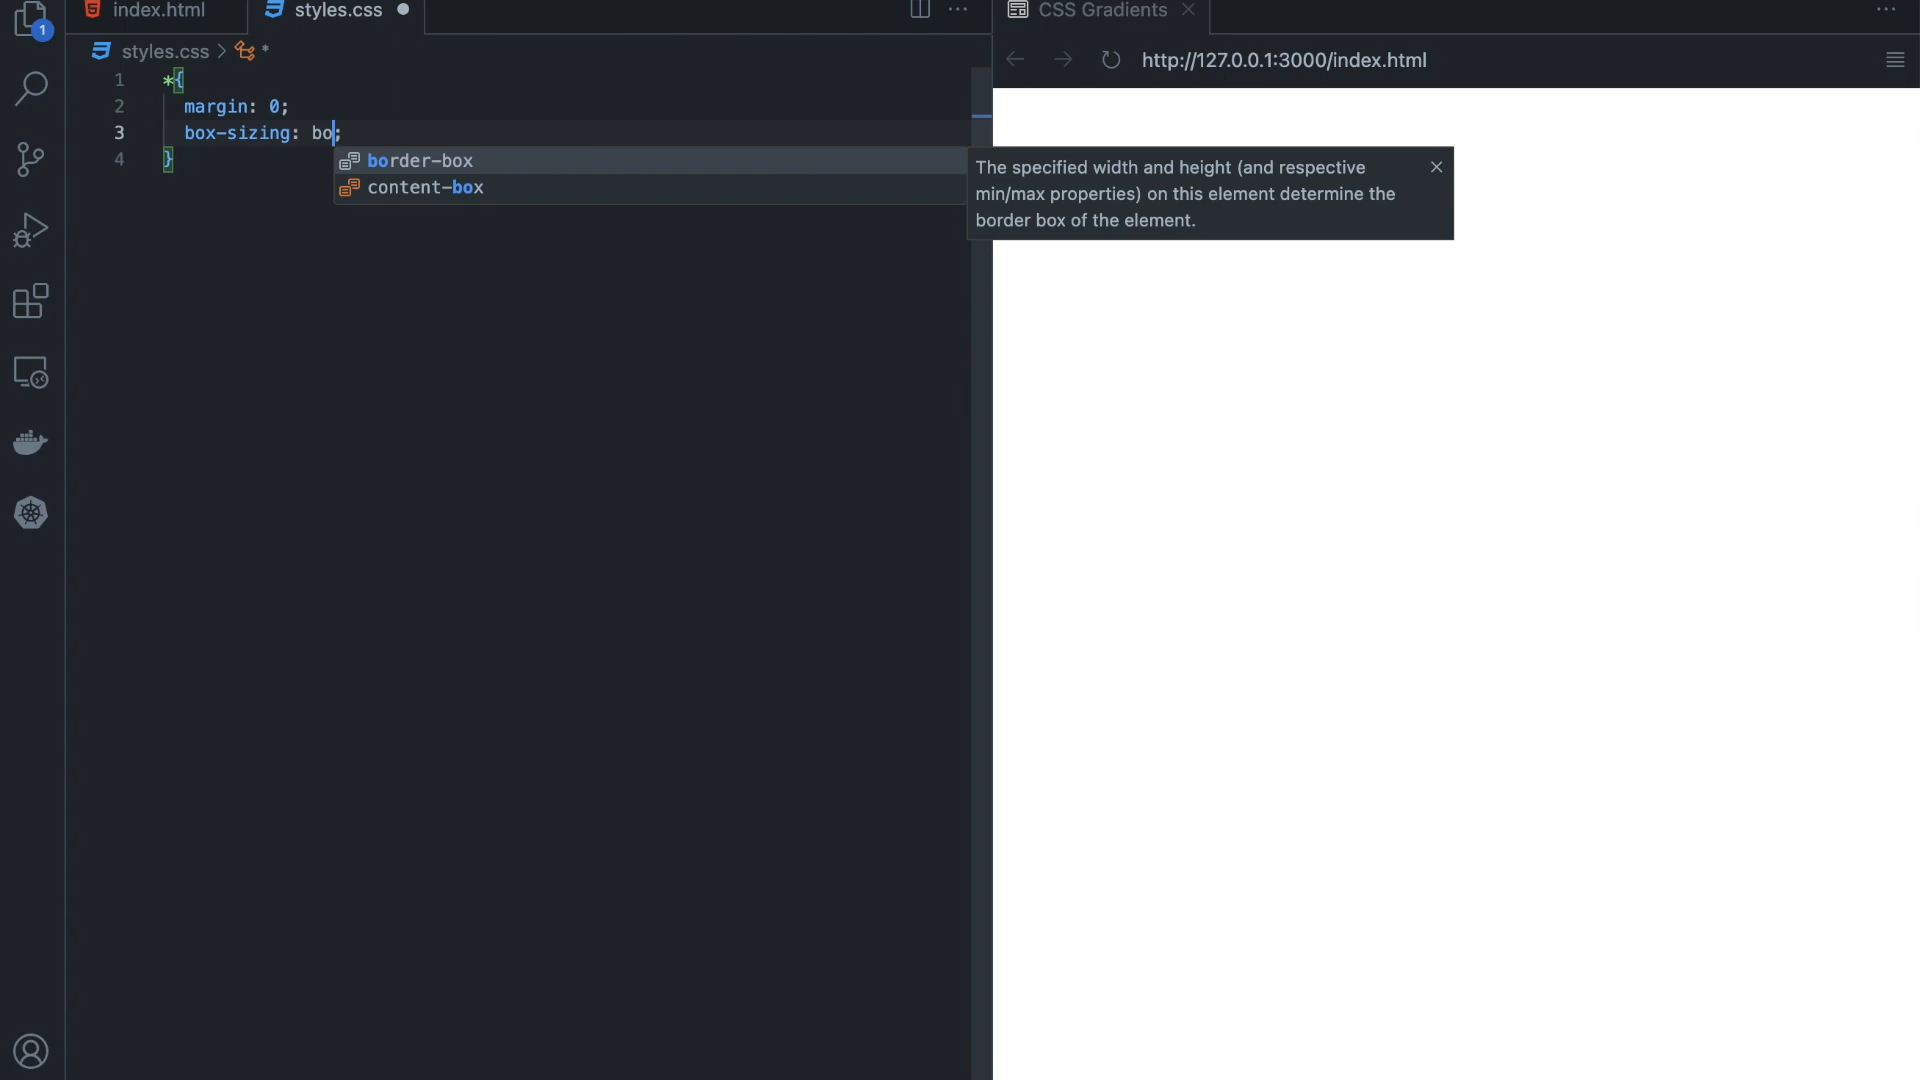 1
index.html
styles.css
CSS Gradients
styles.css > *
http://127.0.0.1:3000/index.html
1 *{
2 margin: 0;
3 box-sizing: bo;
4 }
border-box
content-box
The specified width and height (and respective
min/max properties) on this element determine the
border box of the element.